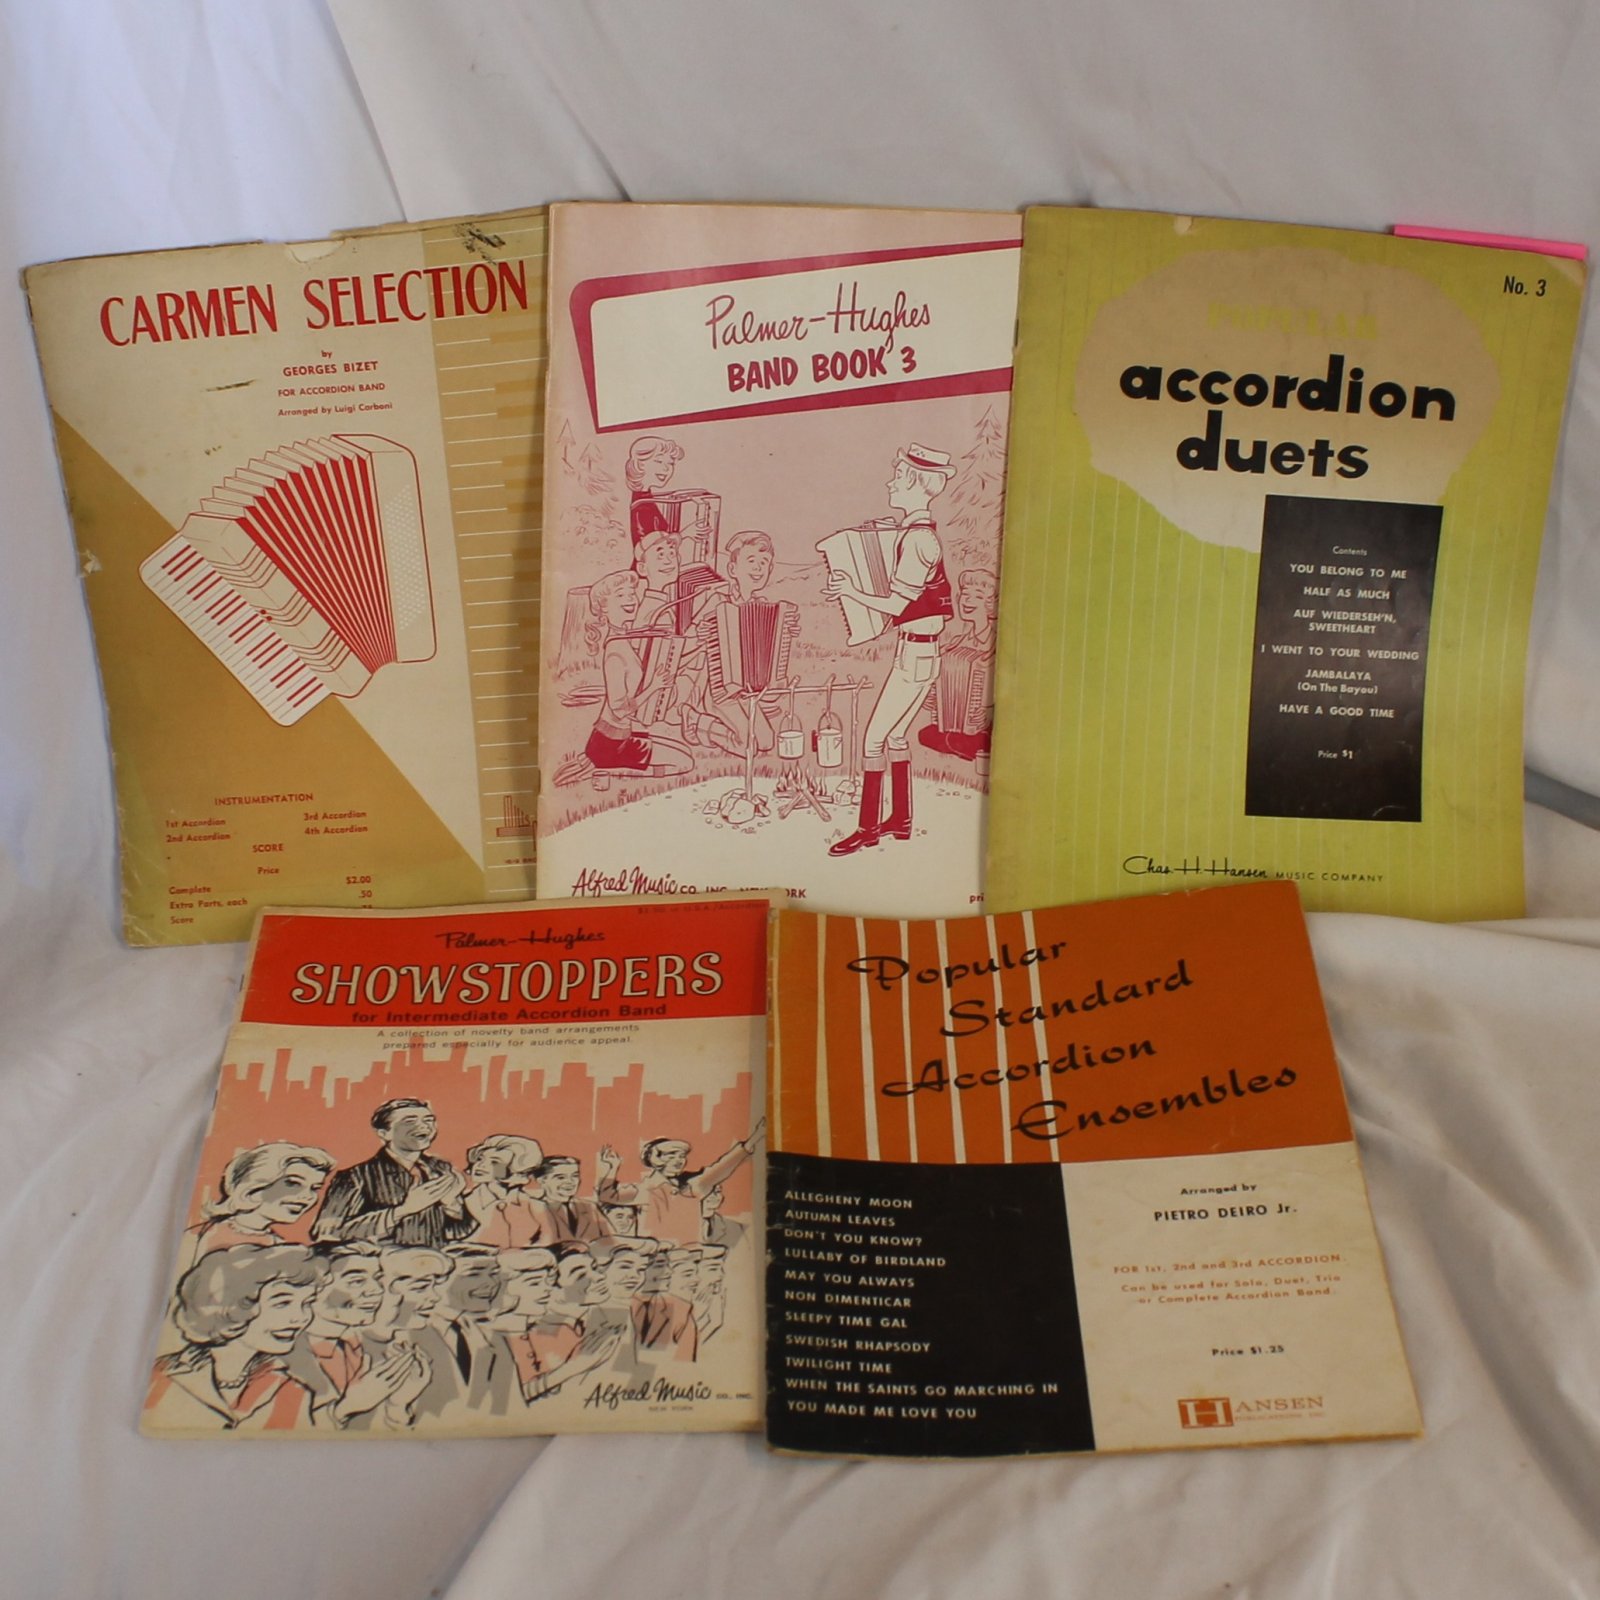 CARMEN SELECTION
by
GEORGES BIZET
FOR ACCORDION BAND
Arranged by Luigi Carboni
INSTRUMENTATION
1st Accordion 3rd Accordion
2nd Accordion 4th Accordion
SCORE
Price
Complete $2.00
Extra Parts, each .50
Score
Palmer-Hughes
BAND BOOK 3
Alfred Music CO. INC. NEW YORK
No. 3
POPULAR
accordion
duets
Contents
YOU BELONG TO ME
HALF AS MUCH
AUF WIEDERSEH'N,
SWEETHEART
I WENT TO YOUR WEDDING
JAMBALAYA
(On The Bayou)
HAVE A GOOD TIME
Price $1
Chas. H. Hansen MUSIC COMPANY
Palmer-Hughes
SHOWSTOPPERS
for Intermediate Accordion Band
A collection of novelty band arrangements
prepared especially for audience appeal.
Alfred Music CO., INC.
NEW YORK
Popular
Standard
Accordion
Ensembles
ALLEGHENY MOON
AUTUMN LEAVES
DON'T YOU KNOW?
LULLABY OF BIRDLAND
MAY YOU ALWAYS
NON DIMENTICAR
SLEEPY TIME GAL
SWEDISH RHAPSODY
TWILIGHT TIME
WHEN THE SAINTS GO MARCHING IN
YOU MADE ME LOVE YOU
Arranged by
PIETRO DEIRO Jr.
FOR 1st, 2nd and 3rd ACCORDION.
Can be used for Solo, Duet, Trio
or Complete Accordion Band.
Price $1.25
HANSEN
PUBLICATIONS, INC.